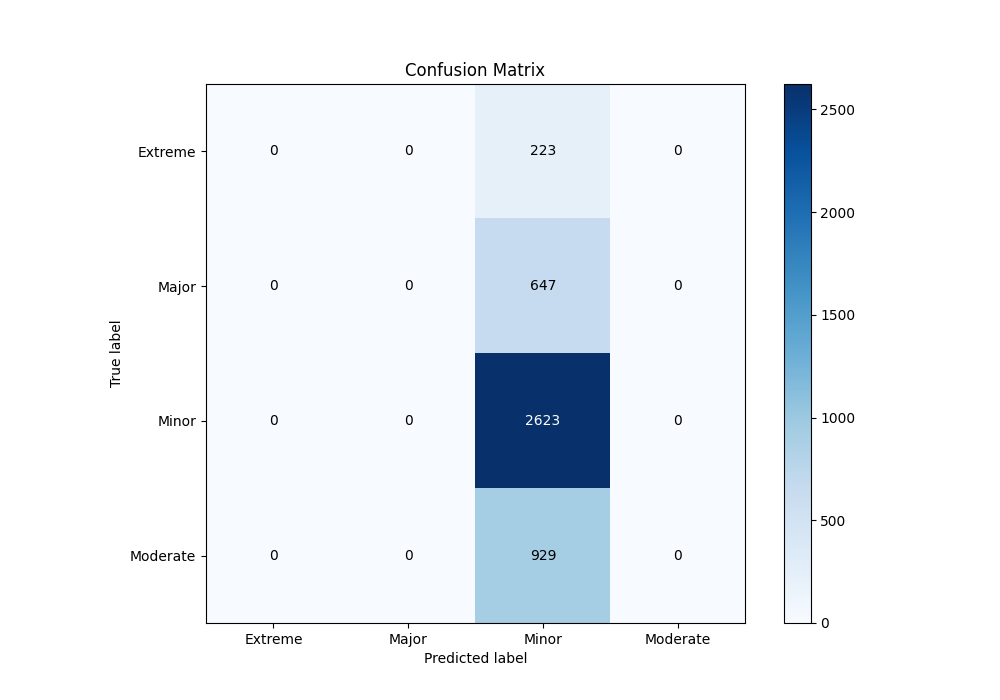 Confusion Matrix
Extreme 0 0 223 0
Major 0 0 647 0
Minor 0 0 2623 0
Moderate 0 0 929 0
Extreme Major Minor Moderate
Predicted label
True label
2500
2000
1500
1000
500
0